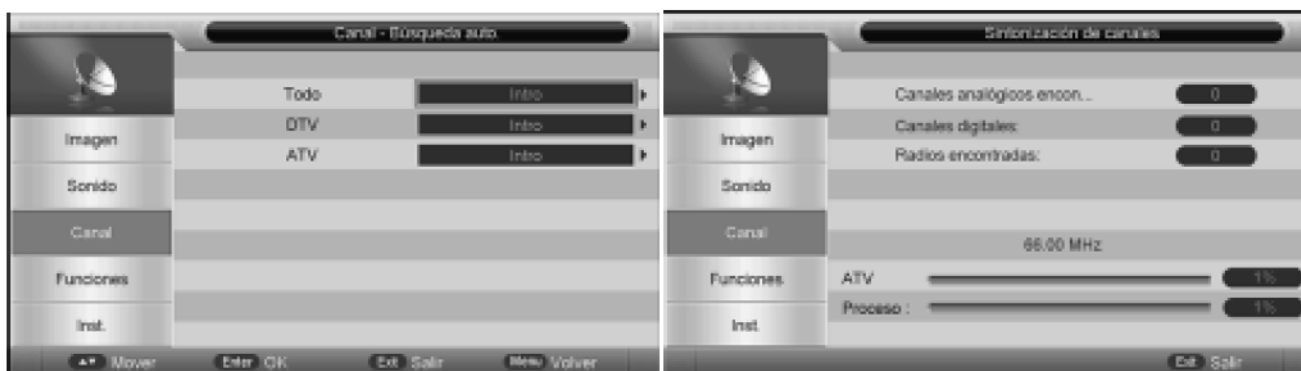 Canal - Búsqueda auto.
Todo Intro
DTV Intro
ATV Intro
Imagen
Sonido
Canal
Funciones
Inst.
Mover Enter OK Exit Salir Menu Volver
Sintonización de canales
Canales analógicos encon... 0
Canales digitales: 0
Radios encontradas: 0
Imagen
Sonido
Canal
Funciones
Inst.
66.00 MHz
ATV 1%
Proceso : 1%
Exit Salir